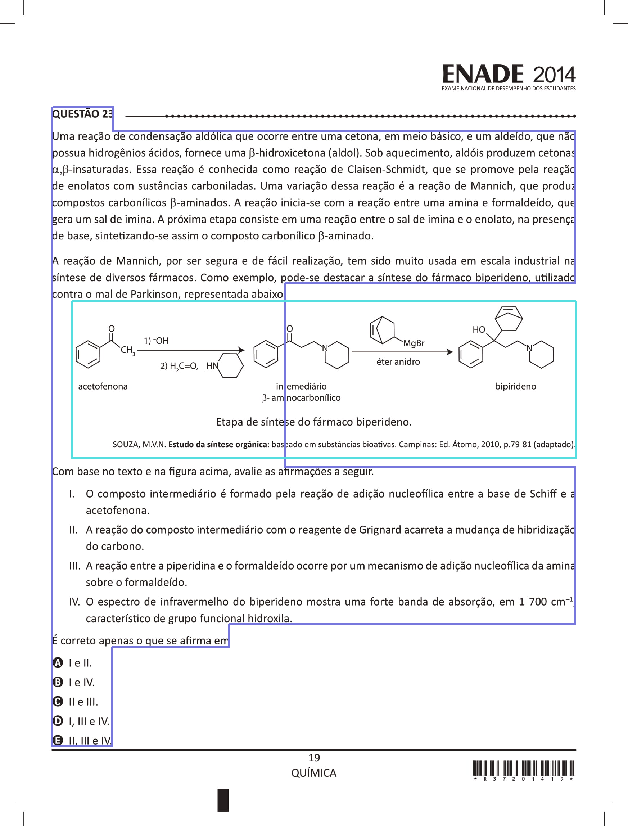 ENADE 2014
EXAME NACIONAL DE DESEMPENHO DOS ESTUDANTES
QUESTÃO 23
Uma reação de condensação aldólica que ocorre entre uma cetona, em meio básico, e um aldeído, que não
possua hidrogênios ácidos, fornece uma β-hidroxicetona (aldol). Sob aquecimento, aldóis produzem cetonas
α,β-insaturadas. Essa reação é conhecida como reação de Claisen-Schmidt, que se promove pela reação
de enolatos com sustâncias carboniladas. Uma variação dessa reação é a reação de Mannich, que produz
compostos carbonílicos β-aminados. A reação inicia-se com a reação entre uma amina e formaldeído, que
gera um sal de imina. A próxima etapa consiste em uma reação entre o sal de imina e o enolato, na presença
de base, sintetizando-se assim o composto carbonílico β-aminado.
A reação de Mannich, por ser segura e de fácil realização, tem sido muito usada em escala industrial na
síntese de diversos fármacos. Como exemplo, pode-se destacar a síntese do fármaco biperideno, utilizado
contra o mal de Parkinson, representada abaixo
O
CH3
1) ⁻OH
2) H2C=O, HN
O
N
MgBr
éter anidro
HO
N
acetofenona
intemediário
β- aminocarbonílico
bipirideno
Etapa de síntese do fármaco biperideno.
SOUZA, M.V.N. Estudo da síntese orgânica: baseado em substâncias bioativas. Campinas: Ed. Átomo, 2010, p.79-81 (adaptado).
Com base no texto e na figura acima, avalie as afirmações a seguir.
I. O composto intermediário é formado pela reação de adição nucleofílica entre a base de Schiff e a
acetofenona.
II. A reação do composto intermediário com o reagente de Grignard acarreta a mudança de hibridização
do carbono.
III. A reação entre a piperidina e o formaldeído ocorre por um mecanismo de adição nucleofílica da amina
sobre o formaldeído.
IV. O espectro de infravermelho do biperideno mostra uma forte banda de absorção, em 1 700 cm⁻¹,
característico de grupo funcional hidroxila.
É correto apenas o que se afirma em
A I e II.
B I e IV.
C II e III.
D I, III e IV.
E II, III e IV.
19
QUÍMICA